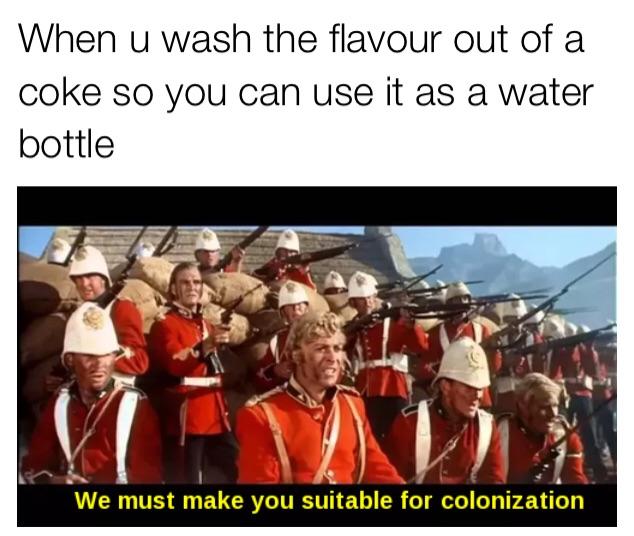 When u wash the flavour out of a
coke so you can use it as a water
bottle
We must make you suitable for colonization